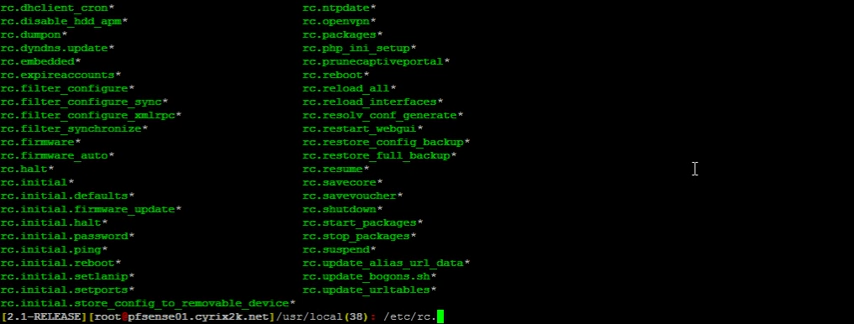 rc.dhclient_cron* rc.ntpdate*
rc.disable_hdd_apm* rc.openvpn*
rc.dumpon* rc.packages*
rc.dyndns.update* rc.php_ini_setup*
rc.embedded* rc.prunecaptiveportal*
rc.expireaccounts* rc.reboot*
rc.filter_configure* rc.reload_all*
rc.filter_configure_sync* rc.reload_interfaces*
rc.filter_configure_xmlrpc* rc.resolv_conf_generate*
rc.filter_synchronize* rc.restart_webgui*
rc.firmware* rc.restore_config_backup*
rc.firmware_auto* rc.restore_full_backup*
rc.halt* rc.resume*
rc.initial* rc.savecore*
rc.initial.defaults* rc.savevoucher*
rc.initial.firmware_update* rc.shutdown*
rc.initial.halt* rc.start_packages*
rc.initial.password* rc.stop_packages*
rc.initial.ping* rc.suspend*
rc.initial.reboot* rc.update_alias_url_data*
rc.initial.setlanip* rc.update_bogons.sh*
rc.initial.setports* rc.update_urltables*
rc.initial.store_config_to_removable_device*
[2.1-RELEASE][root@pfsense01.cyrix2k.net]/usr/local(38): /etc/rc.